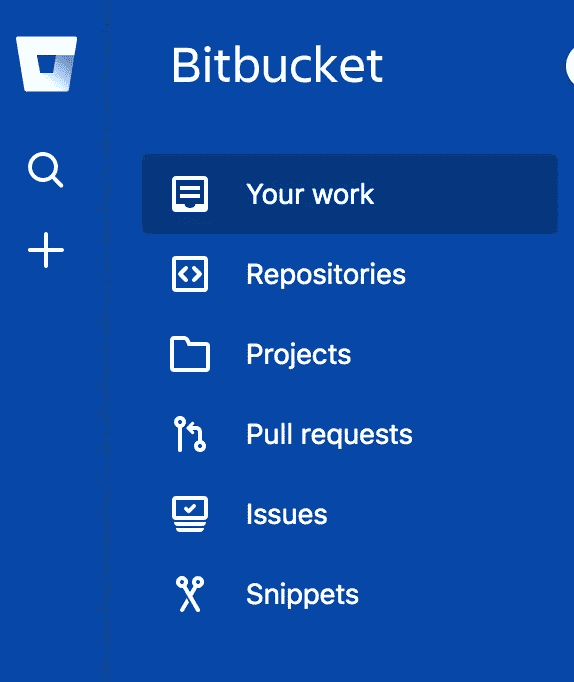 Bitbucket
Your work
Repositories
Projects
Pull requests
Issues
Snippets